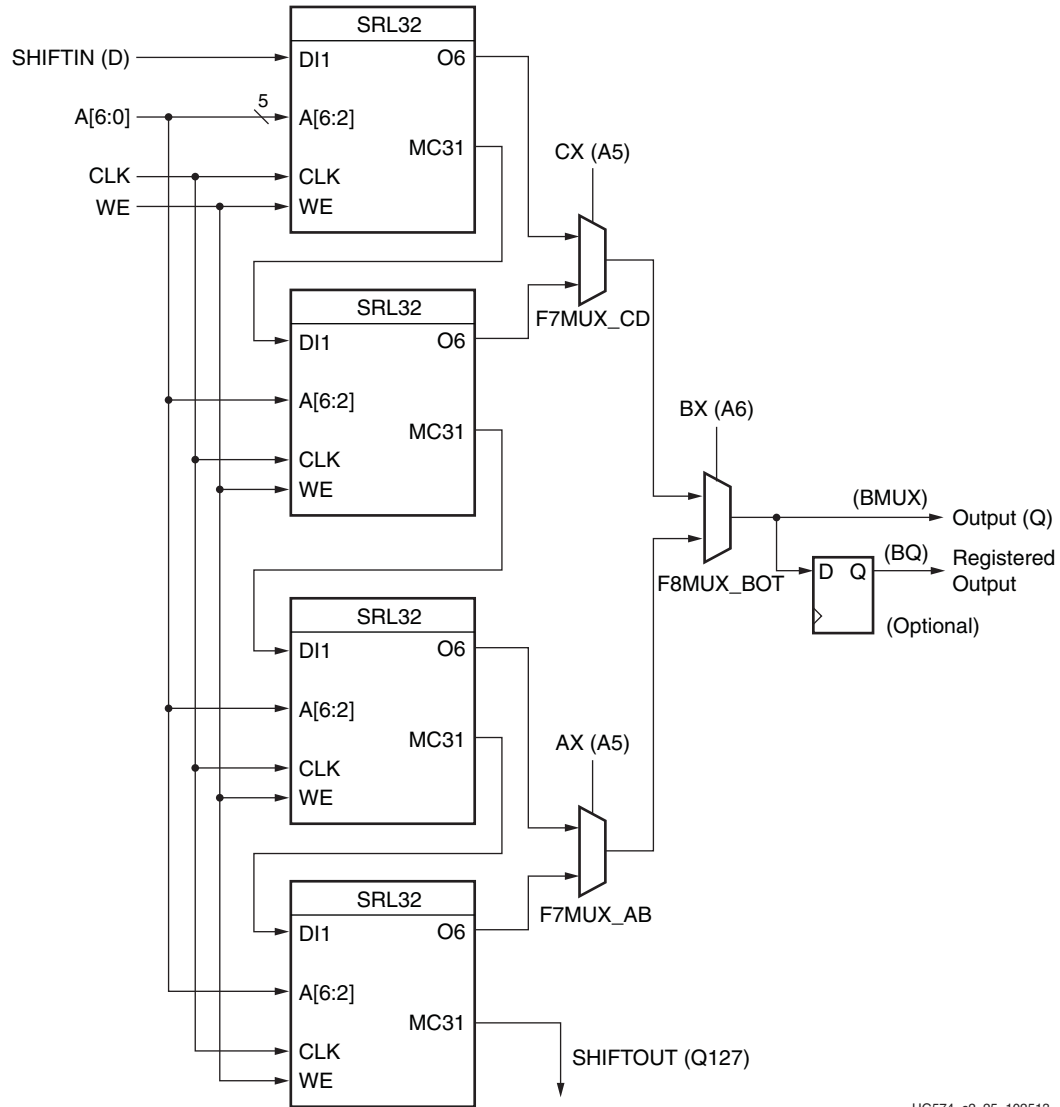 SRL32
SHIFTIN (D)
DI1
O6
A[6:0]
5
A[6:2]
MC31
CX (A5)
CLK
CLK
WE
WE
SRL32
F7MUX_CD
DI1
O6
A[6:2]
MC31
BX (A6)
CLK
WE
(BMUX)
Output (Q)
(BQ)
Registered
Output
D Q
F8MUX_BOT
(Optional)
SRL32
DI1
O6
A[6:2]
MC31
AX (A5)
CLK
WE
SRL32
F7MUX_AB
DI1
O6
A[6:2]
MC31
CLK
SHIFTOUT (Q127)
WE